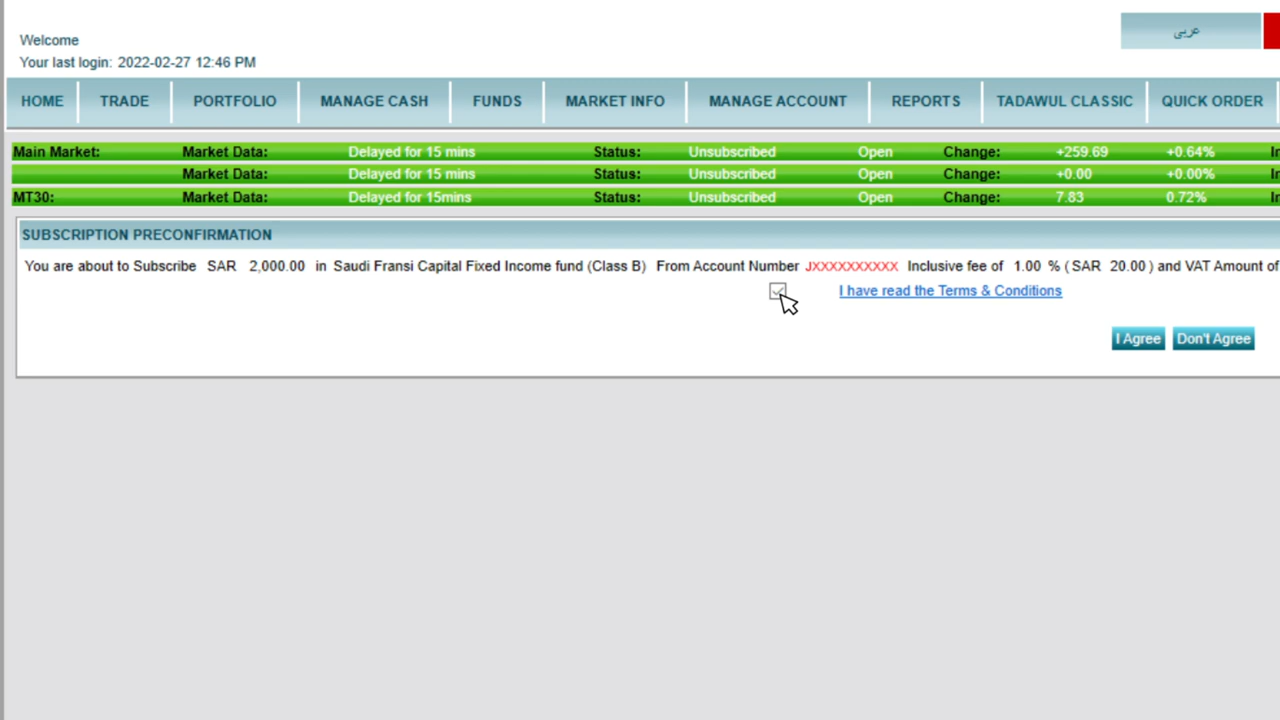 عربى
Welcome
Your last login: 2022-02-27 12:46 PM
HOME TRADE PORTFOLIO MANAGE CASH FUNDS MARKET INFO MANAGE ACCOUNT REPORTS TADAWUL CLASSIC QUICK ORDER
Main Market: Market Data: Delayed for 15 mins Status: Unsubscribed Open Change: +259.69 +0.64%
Market Data: Delayed for 15 mins Status: Unsubscribed Open Change: +0.00 +0.00%
MT30: Market Data: Delayed for 15mins Status: Unsubscribed Open Change: 7.83 0.72%
SUBSCRIPTION PRECONFIRMATION
You are about to Subscribe SAR 2,000.00 in Saudi Fransi Capital Fixed Income fund (Class B) From Account Number JXXXXXXXXXX Inclusive fee of 1.00 % ( SAR 20.00 ) and VAT Amount of
I have read the Terms & Conditions
I Agree Don't Agree